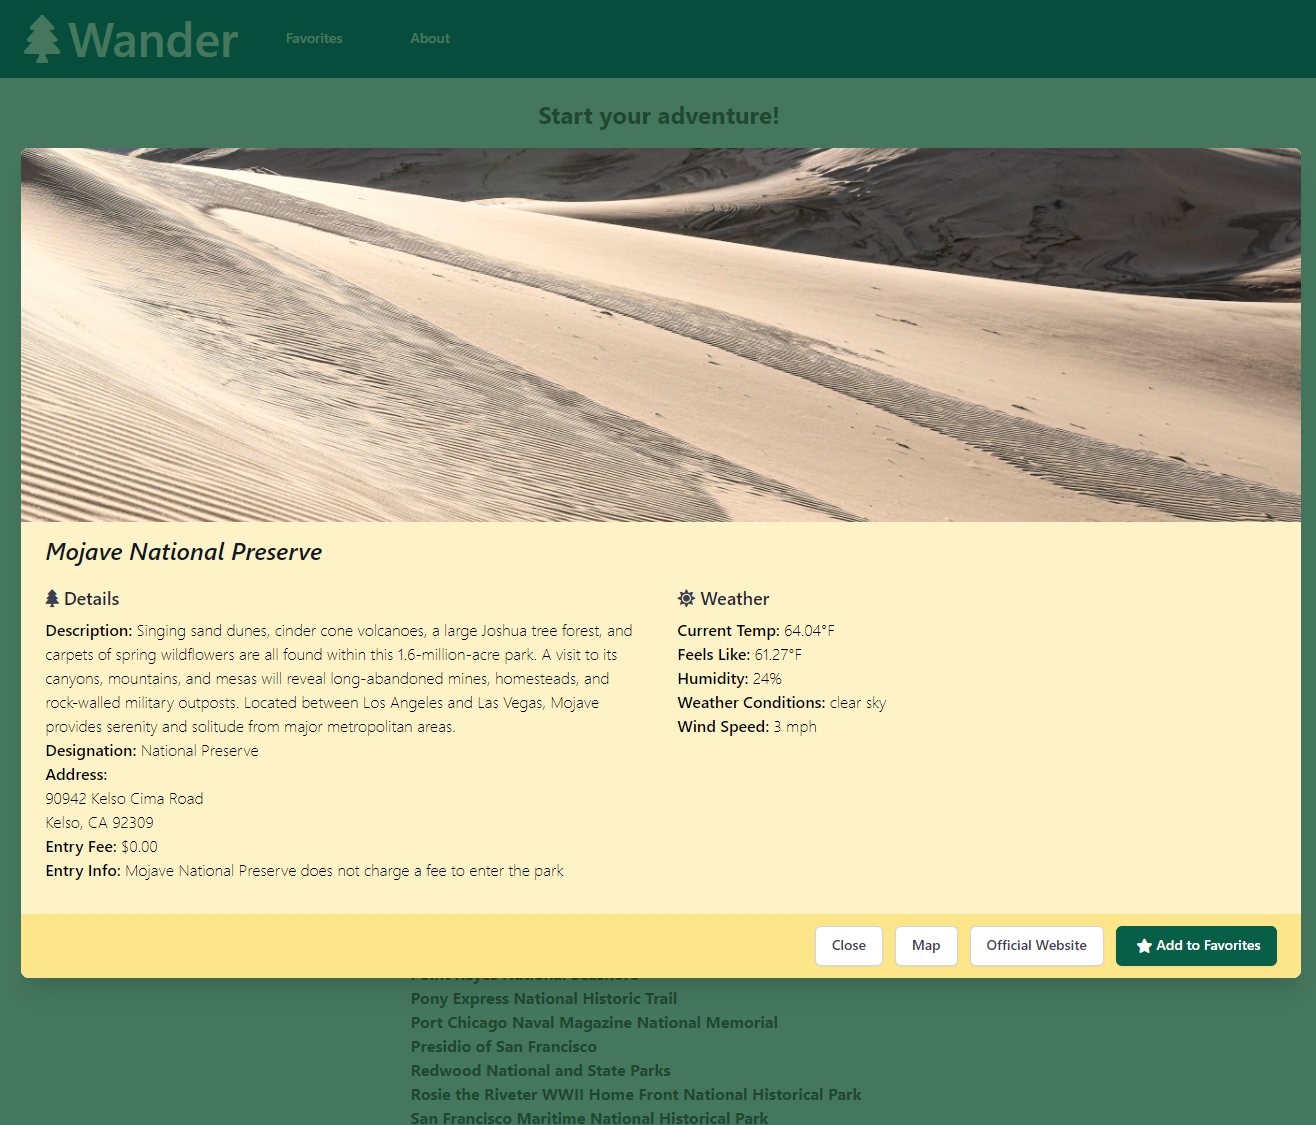 Wander
Favorites
About
Start your adventure!
Mojave National Preserve
Details
Description: Singing sand dunes, cinder cone volcanoes, a large Joshua tree forest, and
carpets of spring wildflowers are all found within this 1.6-million-acre park. A visit to its
canyons, mountains, and mesas will reveal long-abandoned mines, homesteads, and
rock-walled military outposts. Located between Los Angeles and Las Vegas, Mojave
provides serenity and solitude from major metropolitan areas.
Designation: National Preserve
Address:
90942 Kelso Cima Road
Kelso, CA 92309
Entry Fee: $0.00
Entry Info: Mojave National Preserve does not charge a fee to enter the park
Weather
Current Temp: 64.04°F
Feels Like: 61.27°F
Humidity: 24%
Weather Conditions: clear sky
Wind Speed: 3 mph
Close
Map
Official Website
Add to Favorites
Point Reyes National Seashore
Pony Express National Historic Trail
Port Chicago Naval Magazine National Memorial
Presidio of San Francisco
Redwood National and State Parks
Rosie the Riveter WWII Home Front National Historical Park
San Francisco Maritime National Historical Park